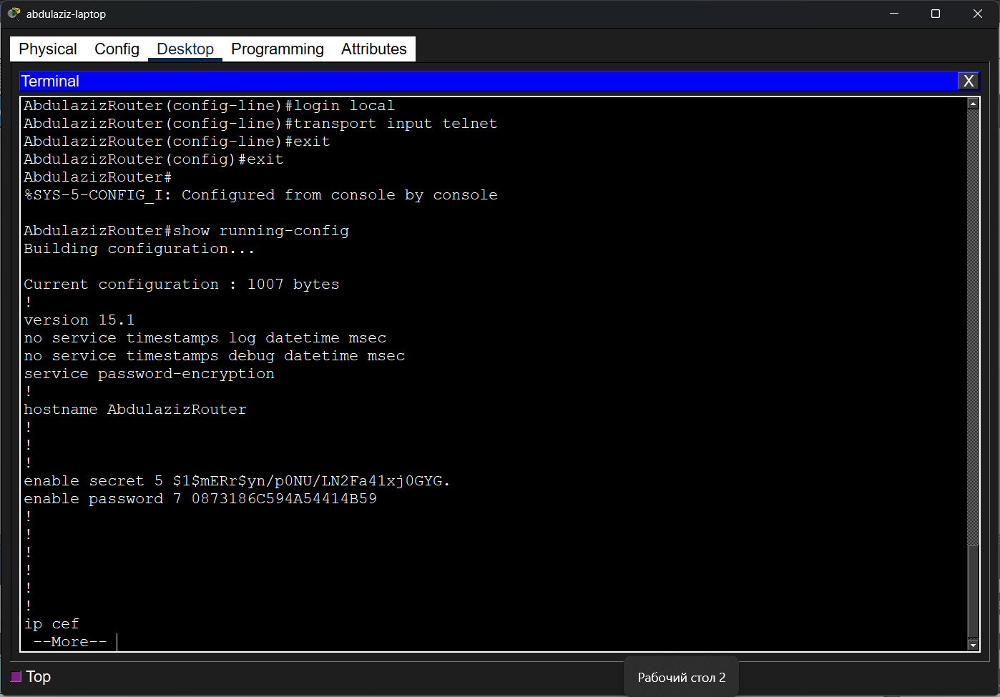 abdulaziz-laptop
Physical Config Desktop Programming Attributes
Terminal X
AbdulazizRouter(config-line)#login local
AbdulazizRouter(config-line)#transport input telnet
AbdulazizRouter(config-line)#exit
AbdulazizRouter(config)#exit
AbdulazizRouter#
%SYS-5-CONFIG_I: Configured from console by console
AbdulazizRouter#show running-config
Building configuration...
Current configuration : 1007 bytes
!
version 15.1
no service timestamps log datetime msec
no service timestamps debug datetime msec
service password-encryption
!
hostname AbdulazizRouter
!
!
!
enable secret 5 $1$mERr$yn/p0NU/LN2Fa41xj0GYG.
enable password 7 0873186C594A54414B59
!
!
!
!
!
!
ip cef
--More--
Top
Рабочий стол 2